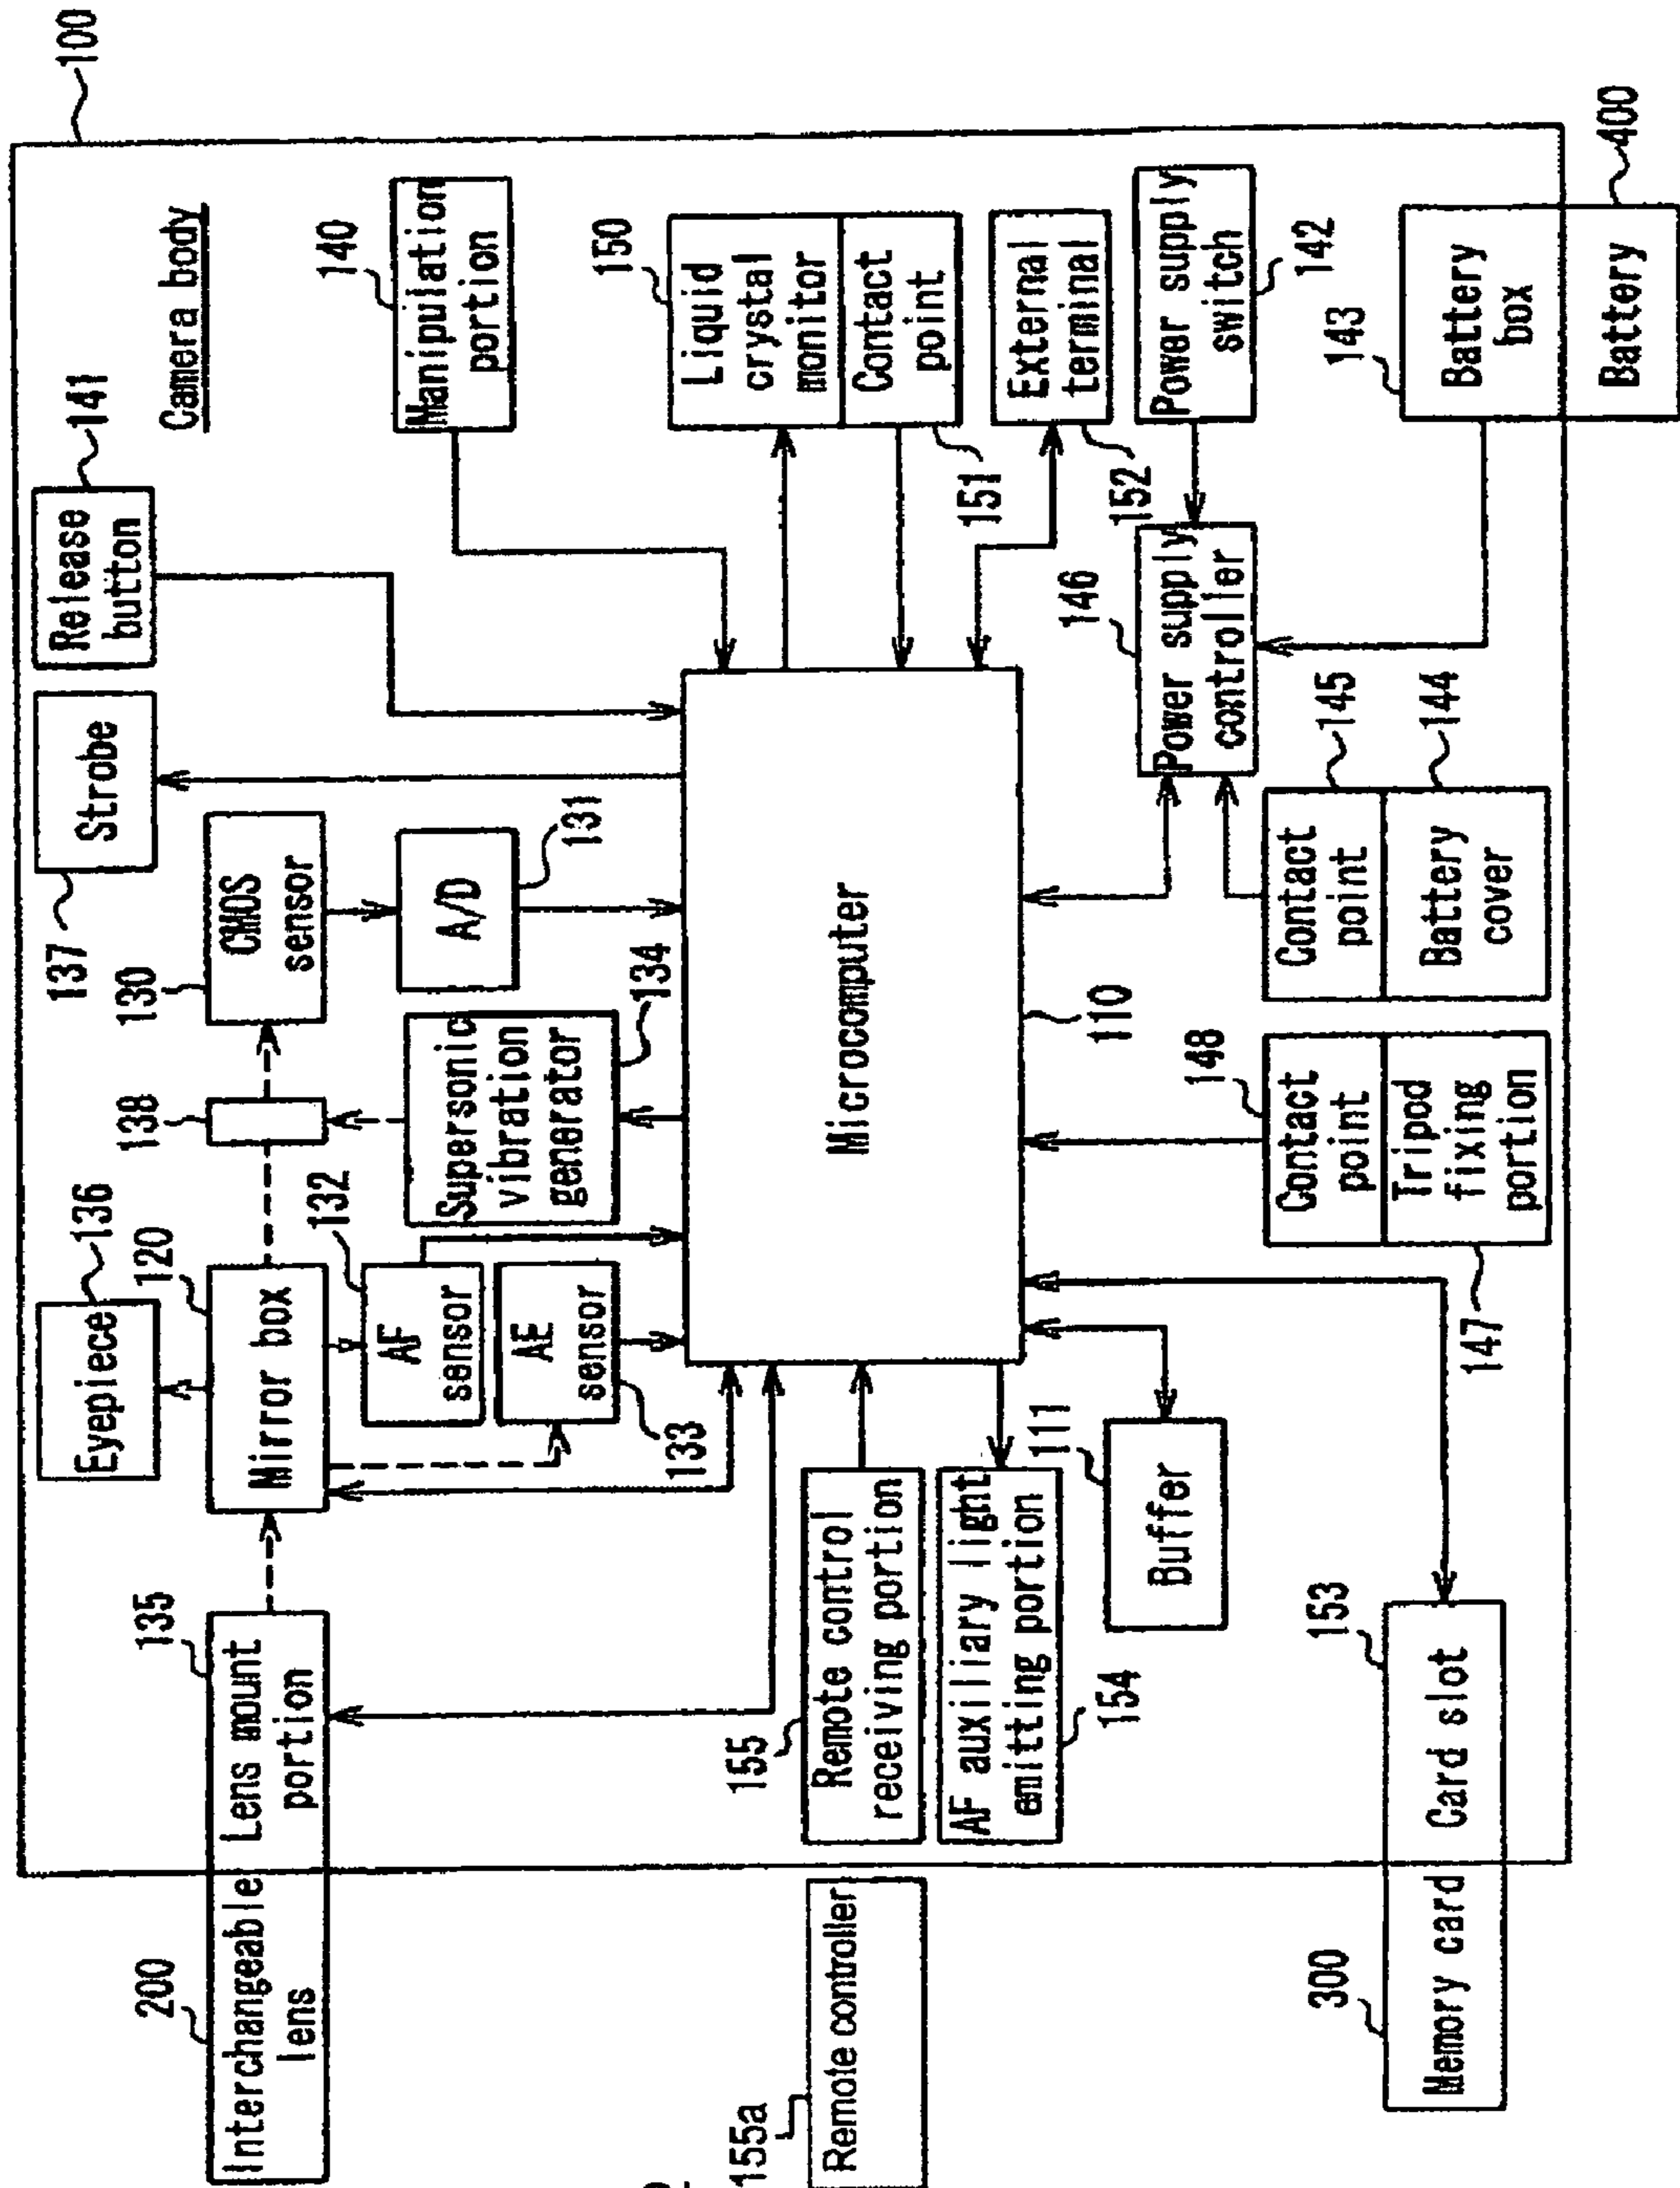 100
Camera body
136
Eyepiece
137
Strobe
141
Release
button
200
Interchangeable
lens
135
Lens mount
portion
120
Mirror box
138
130
CMOS
sensor
140
Manipulation
portion
132
AF
sensor
A/D
131
133
AE
sensor
Supersonic
vibration
generator
134
150
Liquid
crystal
monitor
Contact
point
151
155a
Remote controller
155
Remote control
receiving portion
Microcomputer
110
AF auxiliary light
emitting portion
154
External
terminal
152
111
Buffer
146
Power supply
controller
Power supply
switch
142
148
Contact
point
Tripod
fixing
portion
147
Contact
point
145
Battery
cover
144
143
Battery
box
300
Memory card
153
Card slot
Battery
400